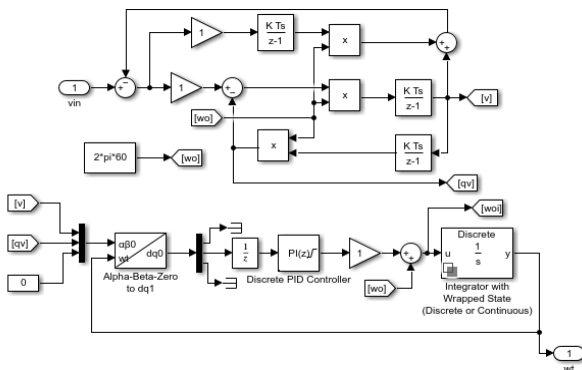 1
K Ts
z-1
x
+
+
1
vin
−
+
1
+
−
x
K Ts
z-1
[v]
[wo]
2*pi*60
[wo]
x
K Ts
z-1
[qv]
[v]
[qv]
0
αβ0
wt
dq0
Alpha-Beta-Zero
to dq1
1
z
PI(z)
Discrete PID Controller
1
+
+
[wo]
[woi]
Discrete
u
1
s
y
Integrator with
Wrapped State
(Discrete or Continuous)
1
wt